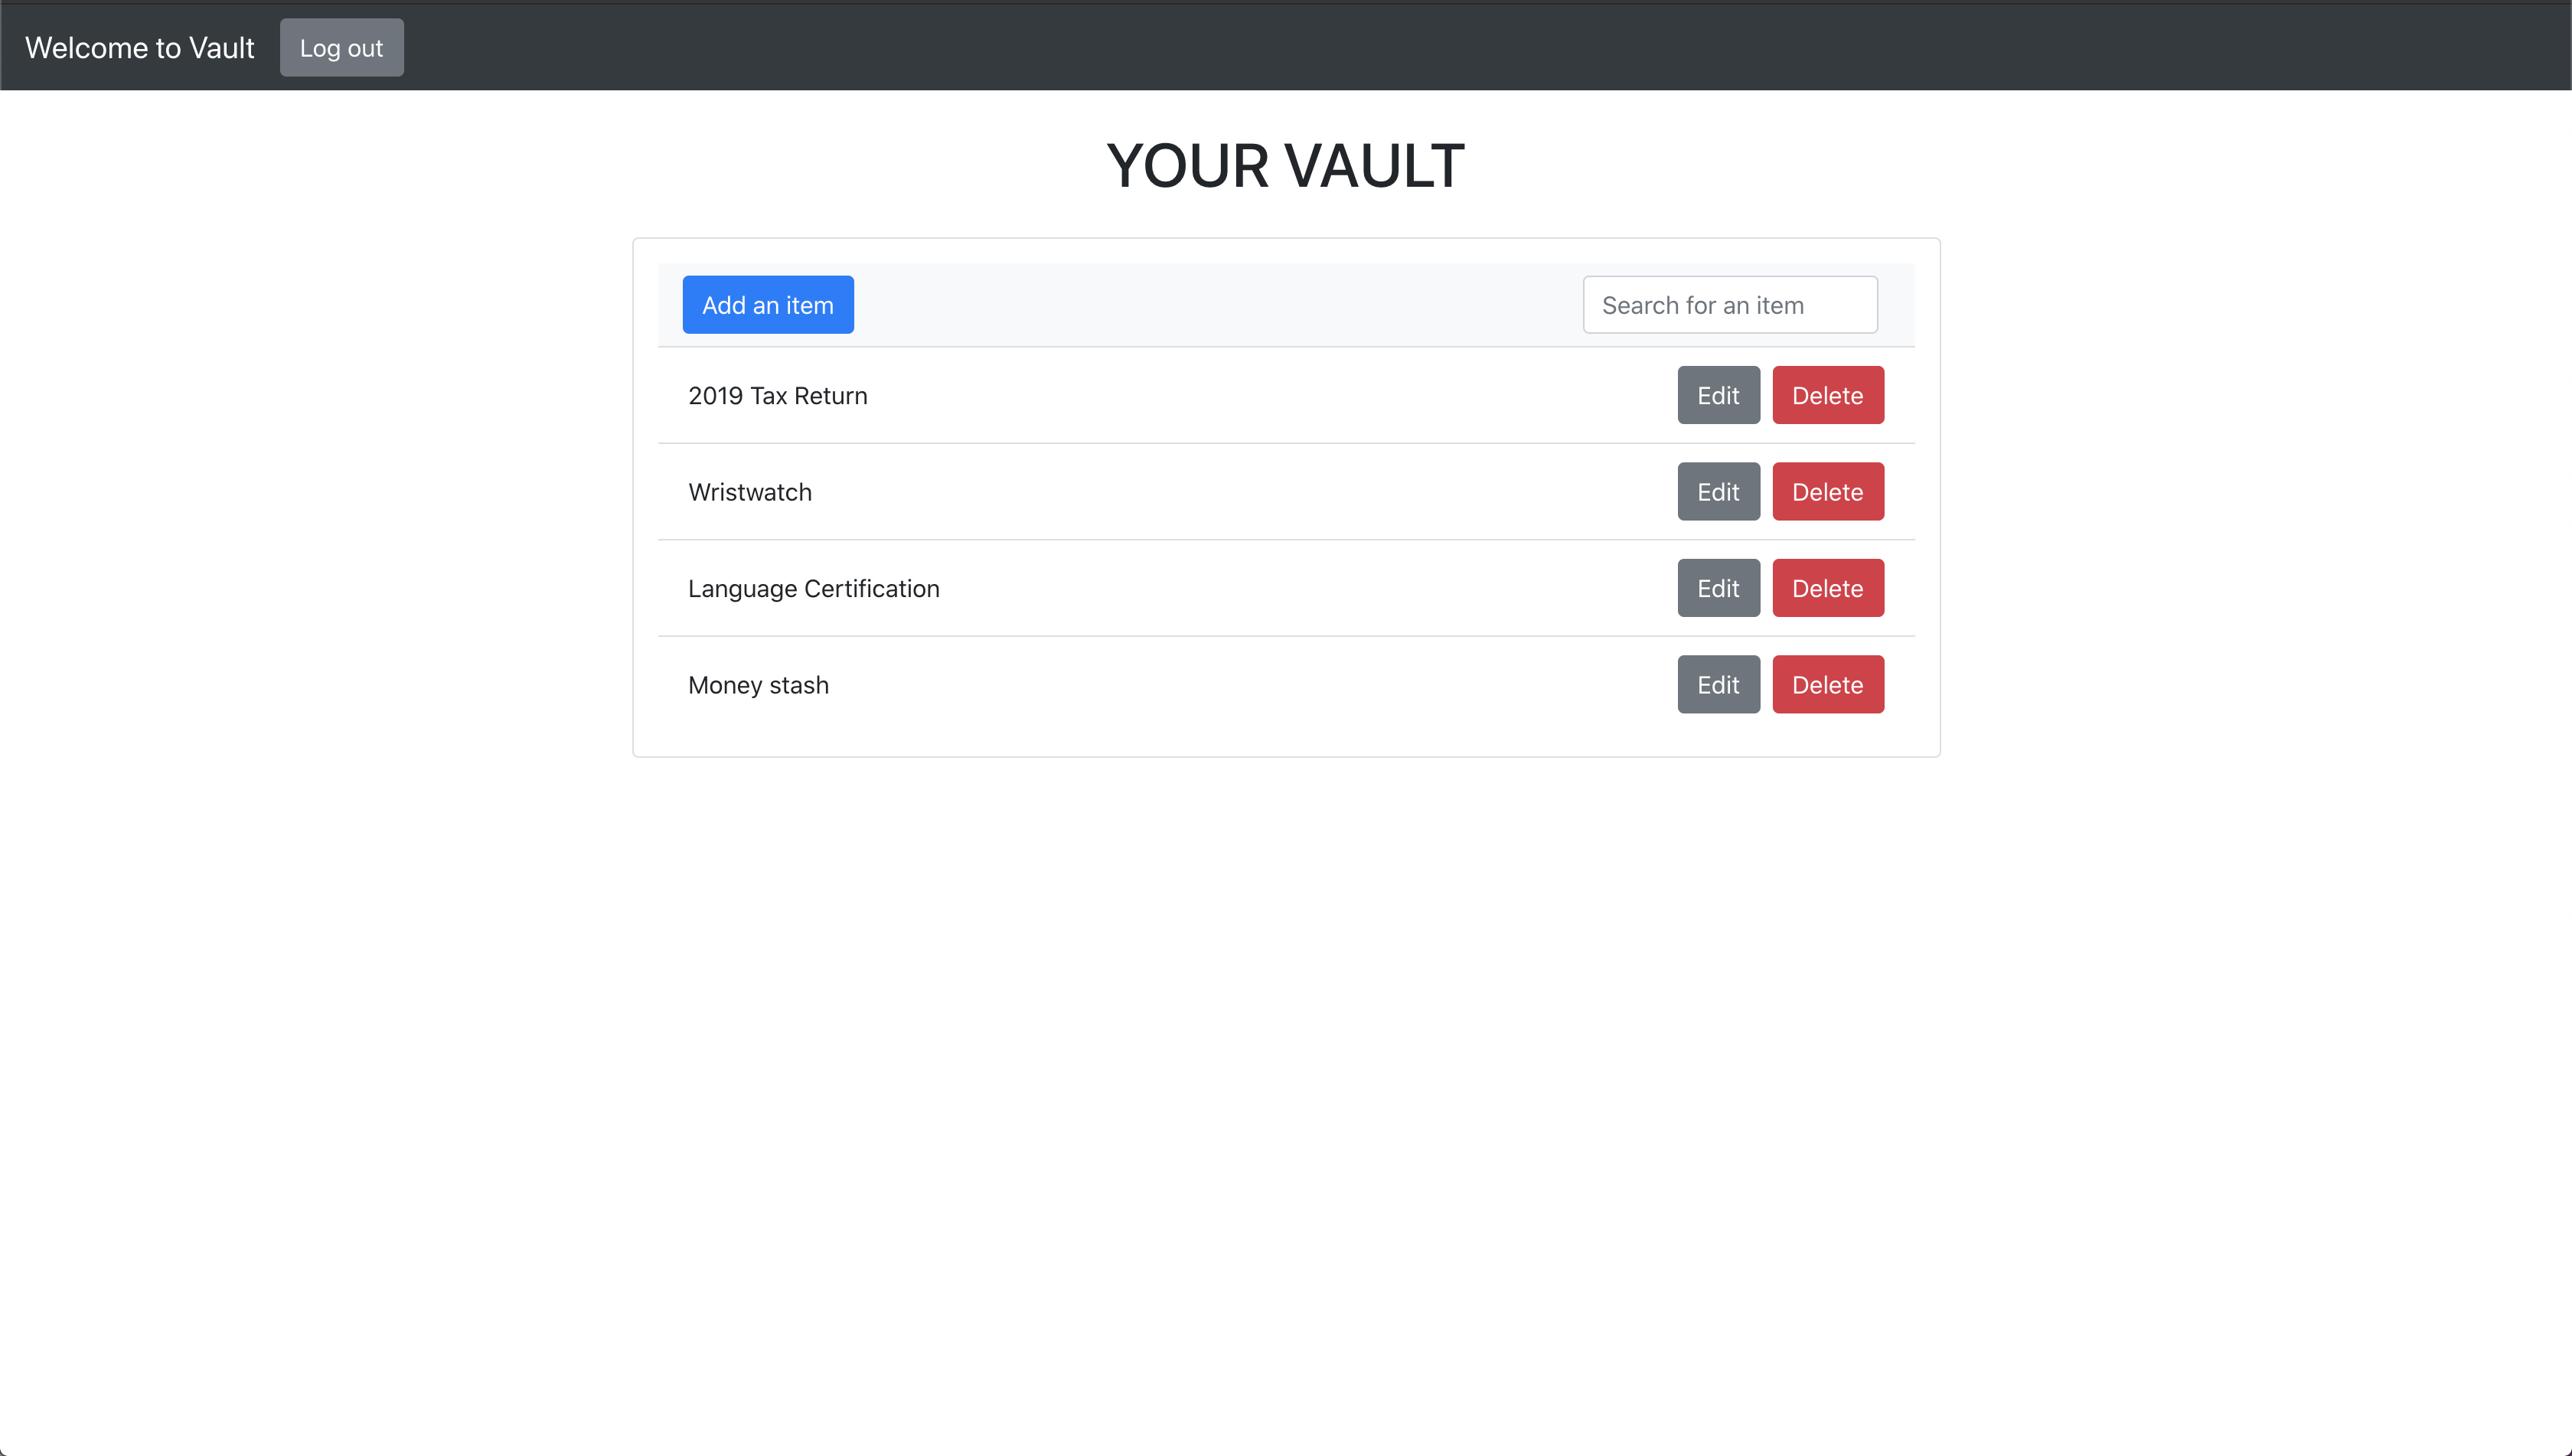 Welcome to Vault Log out
YOUR VAULT
Add an item Search for an item
2019 Tax Return Edit Delete
Wristwatch Edit Delete
Language Certification Edit Delete
Money stash Edit Delete